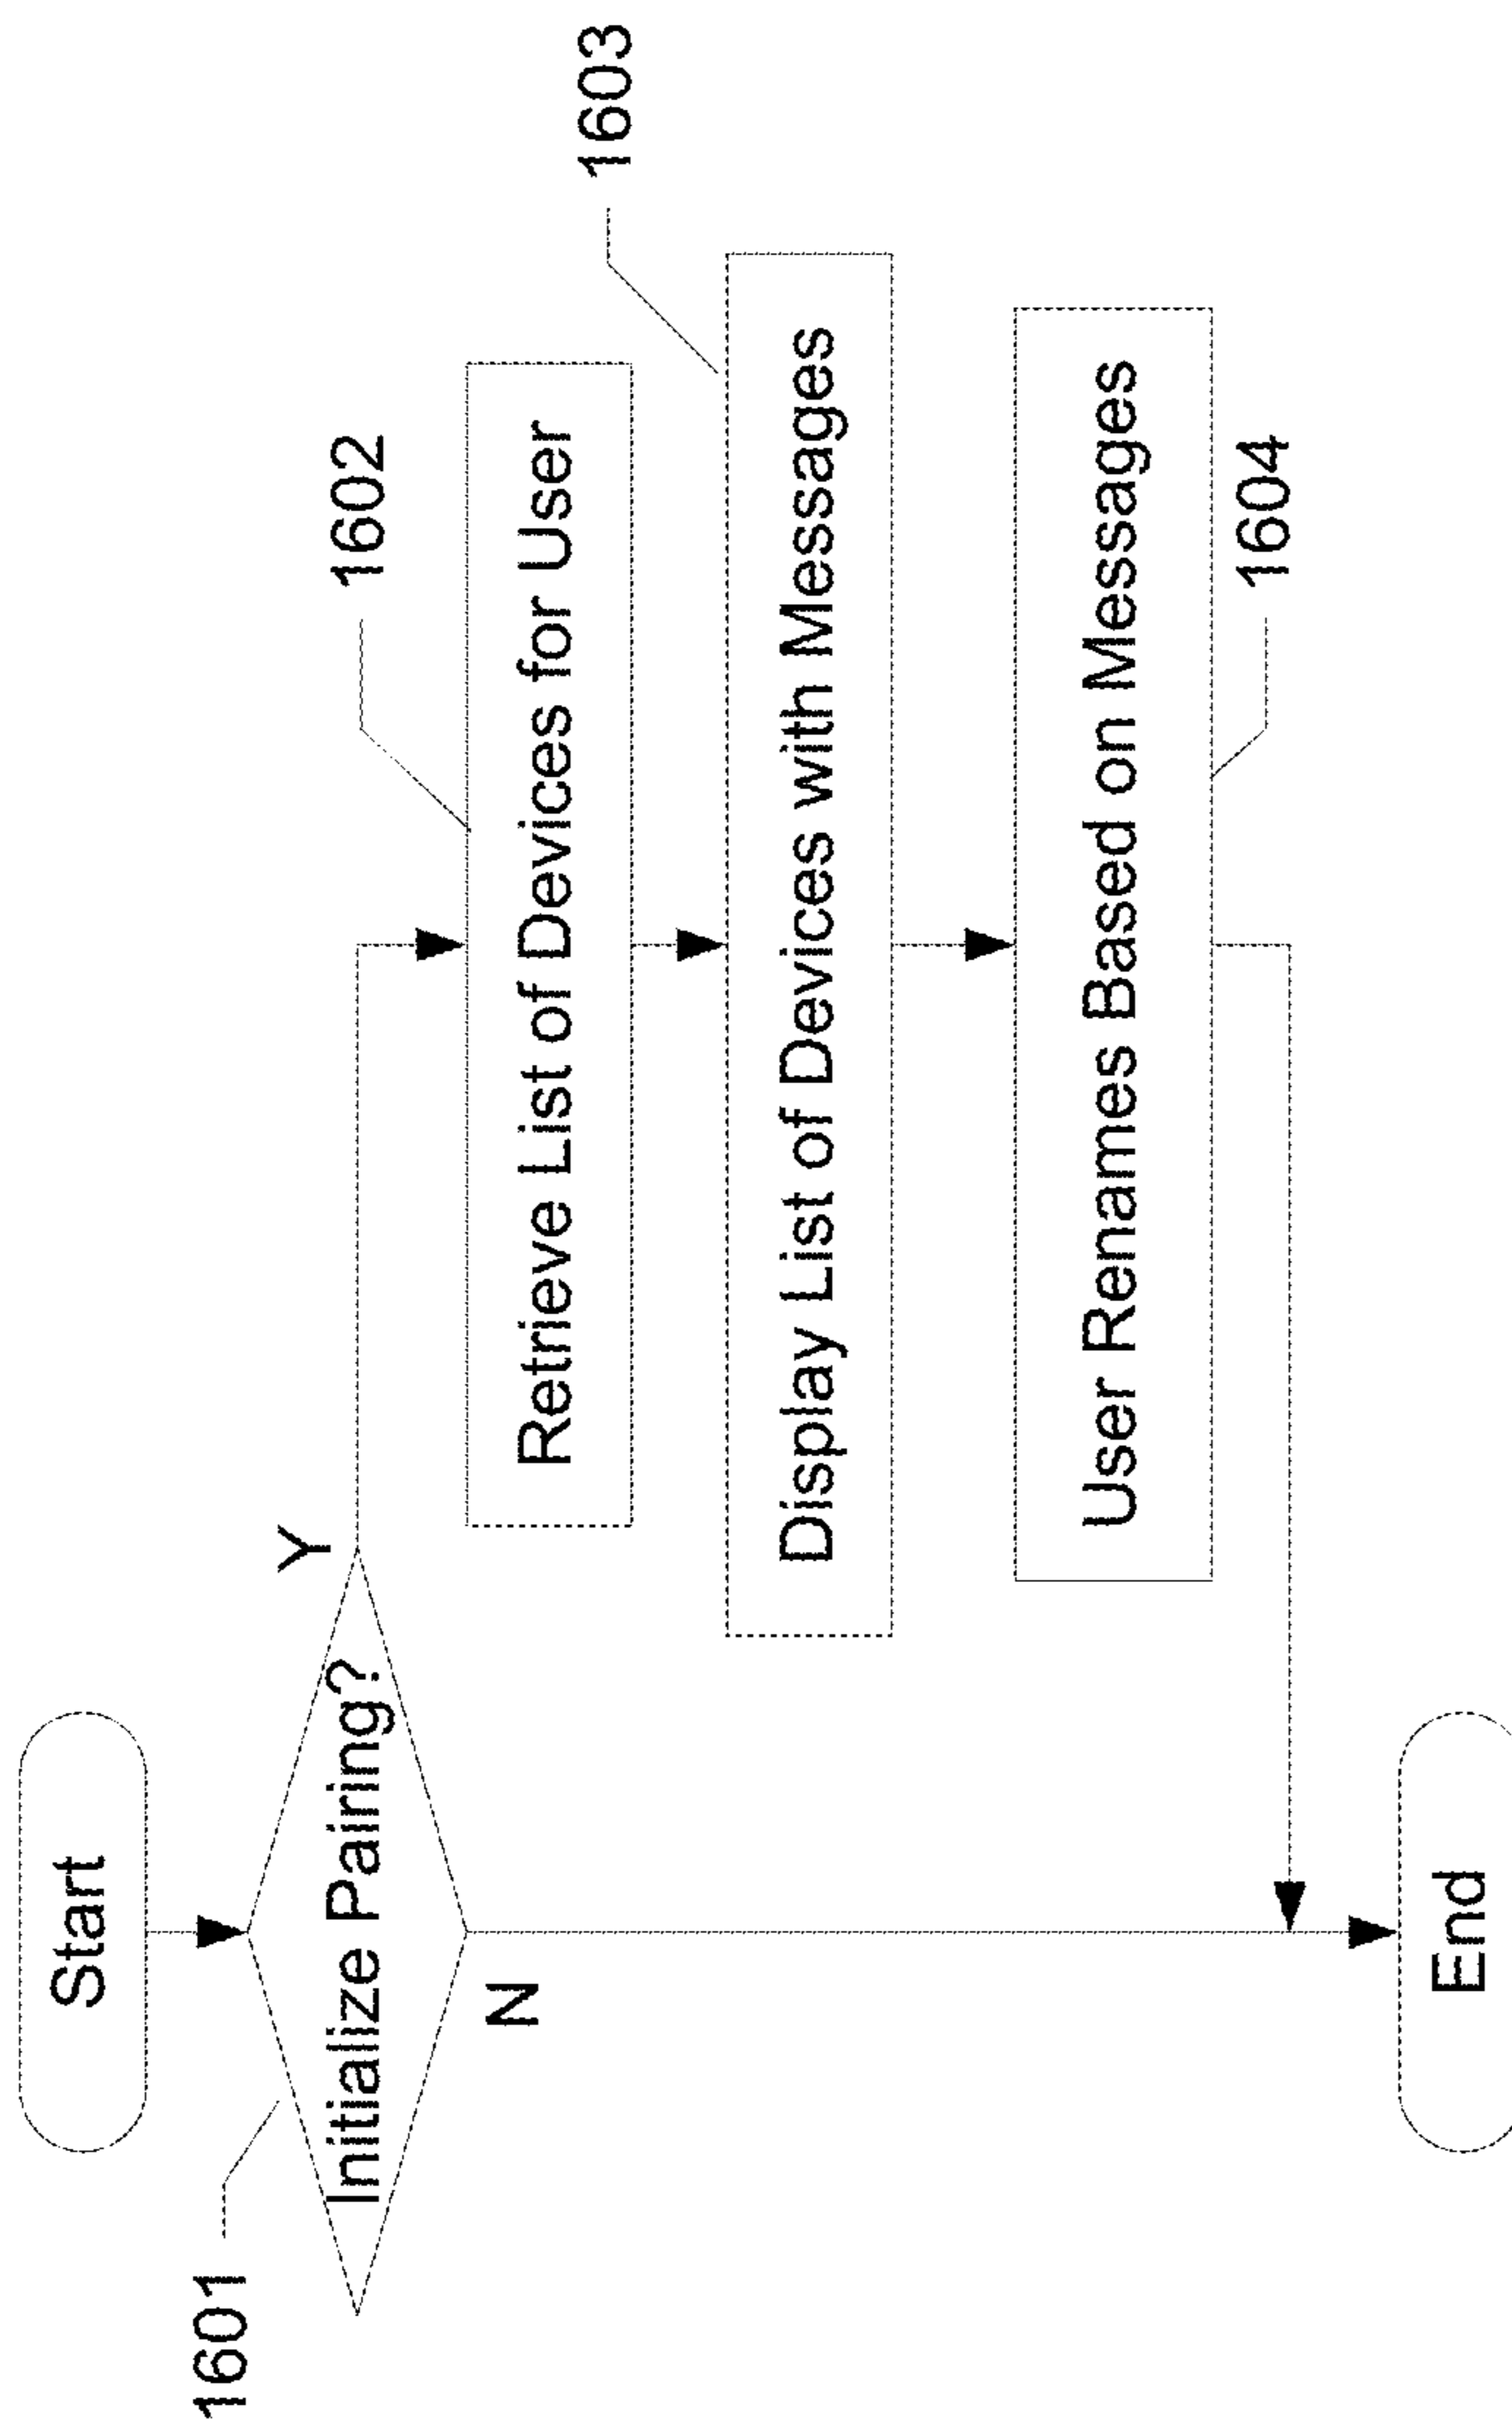 Start
1601
Initialize Pairing?
Y
N
1602
Retrieve List of Devices for User
1603
Display List of Devices with Messages
User Renames Based on Messages
1604
End